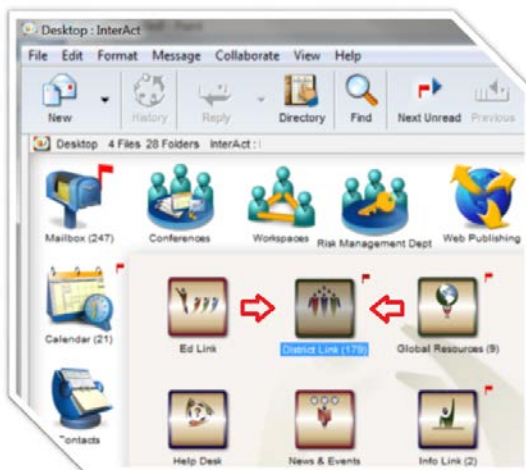 Desktop : InterAct
File Edit Format Message Collaborate View Help
New History Reply Directory Find Next Unread Previous
Desktop 4 Files 28 Folders InterAct :
Mailbox (247) Conferences Workspaces Risk Management Dept Web Publishing
Calendar (21) Ed Link District Link (179) Global Resources (9)
Contacts Help Desk News & Events Info Link (2)